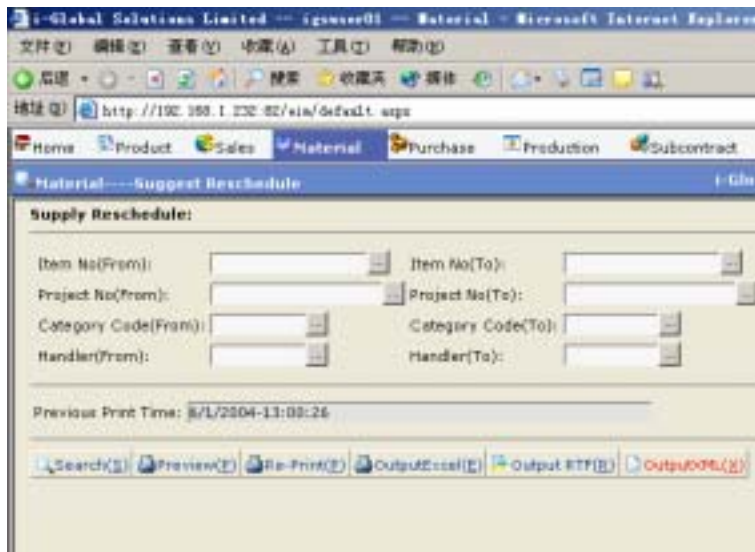 i-Global Solutions Limited -- igsuser01 -- Material - Microsoft Internet Explorer
文件(F) 编辑(E) 查看(V) 收藏(A) 工具(T) 帮助(H)
后退 搜索 收藏夹 媒体
地址(D) http://192.168.1.232:82/eim/default.aspx
Home Product Sales Material Purchase Production Subcontract
Material----Suggest Reschedule i-Glo
Supply Reschedule:
Item No(From): Item No(To):
Project No(From): Project No(To):
Category Code(From): Category Code(To):
Handler(From): Handler(To):
Previous Print Time: 6/1/2004-13:00:26
Search(S) Preview(P) Re-Print(P) OutputExcel(E) Output RTF(R) OutputXML(X)